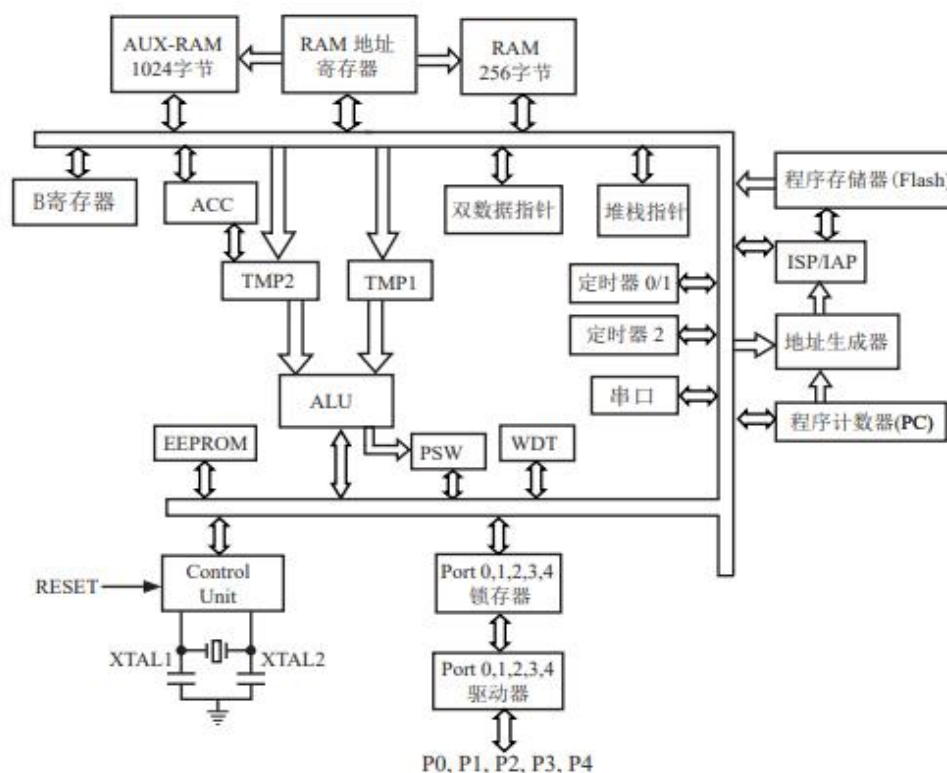 AUX-RAM
1024字节
RAM 地址
寄存器
RAM
256字节
B寄存器
ACC
双数据指针
堆栈指针
程序存储器(Flash)
TMP2
TMP1
定时器 0/1
ISP/IAP
定时器 2
地址生成器
ALU
串口
程序计数器(PC)
EEPROM
PSW
WDT
RESET
Control
Unit
Port 0,1,2,3,4
锁存器
XTAL1
XTAL2
Port 0,1,2,3,4
驱动器
P0, P1, P2, P3, P4